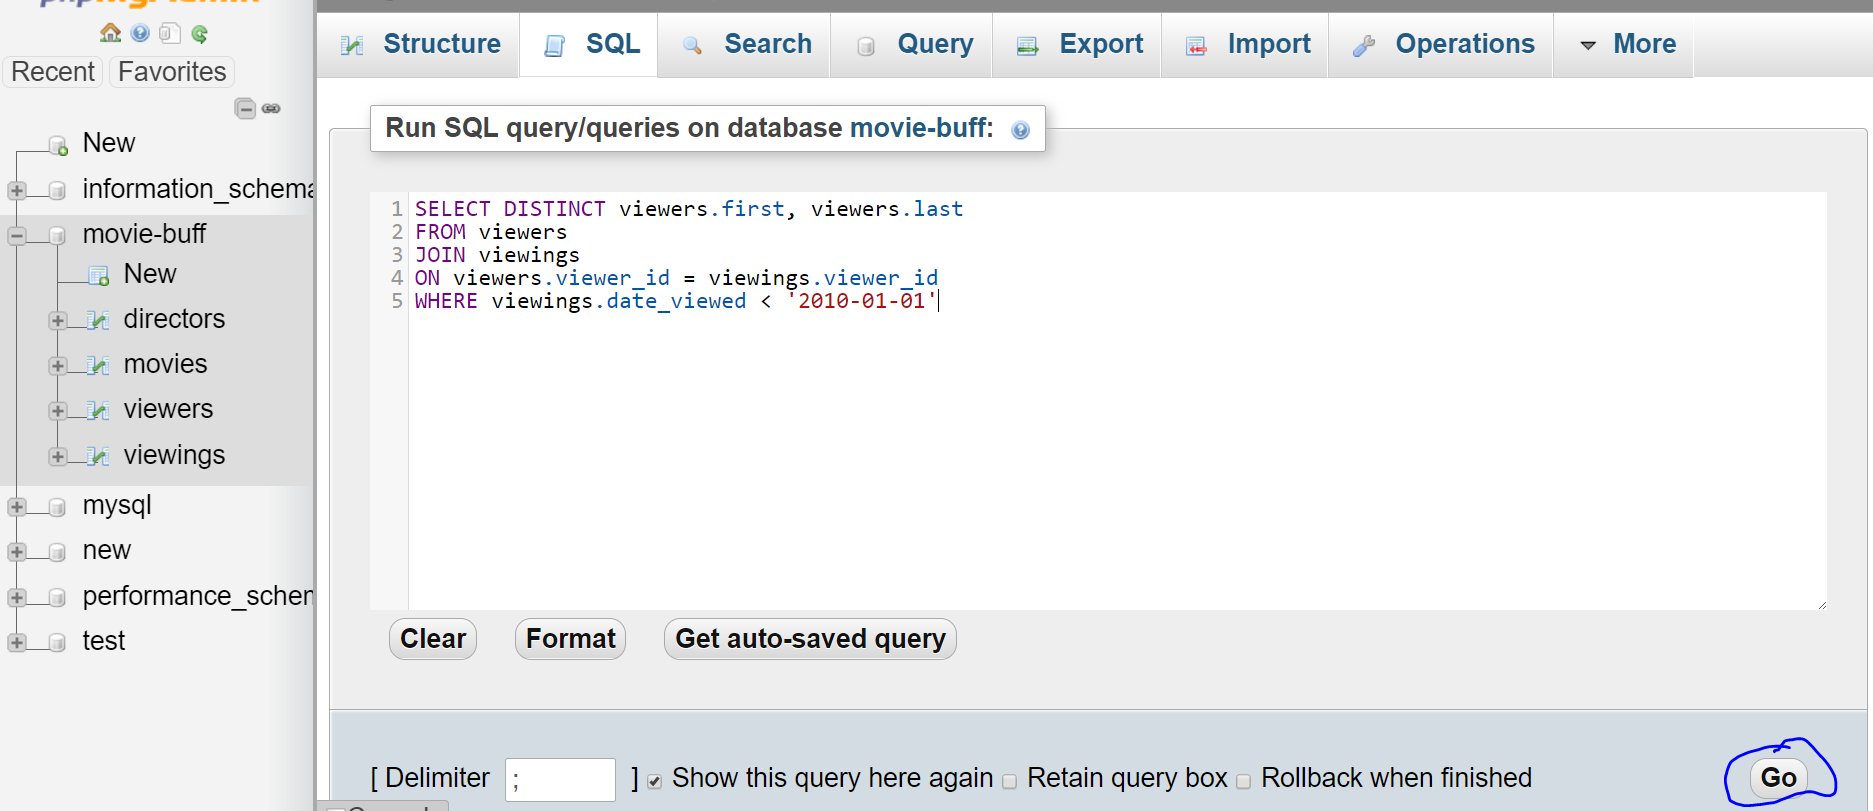 phpMyAdmin
Recent
Favorites
New
information_schema
movie-buff
New
directors
movies
viewers
viewings
mysql
new
performance_schem
test
Structure
SQL
Search
Query
Export
Import
Operations
More
Run SQL query/queries on database movie-buff:
1 SELECT DISTINCT viewers.first, viewers.last
2 FROM viewers
3 JOIN viewings
4 ON viewers.viewer_id = viewings.viewer_id
5 WHERE viewings.date_viewed < '2010-01-01'
Clear
Format
Get auto-saved query
[ Delimiter ; ] Show this query here again Retain query box Rollback when finished
Go